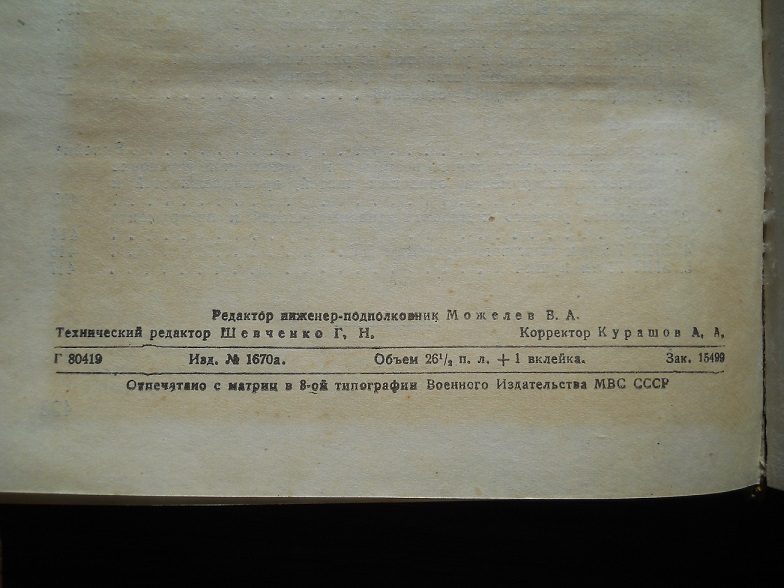 Редактор инженер-подполковник Можелев В. А.
Технический редактор Шевченко Г. Н. Корректор Курашов А. А.
Г 80419 Изд. № 1670а. Объем 26¹/₂ п. л. + 1 вклейка. Зак. 15499
Отпечатано с матриц в 8-ой типографии Военного Издательства МВС СССР